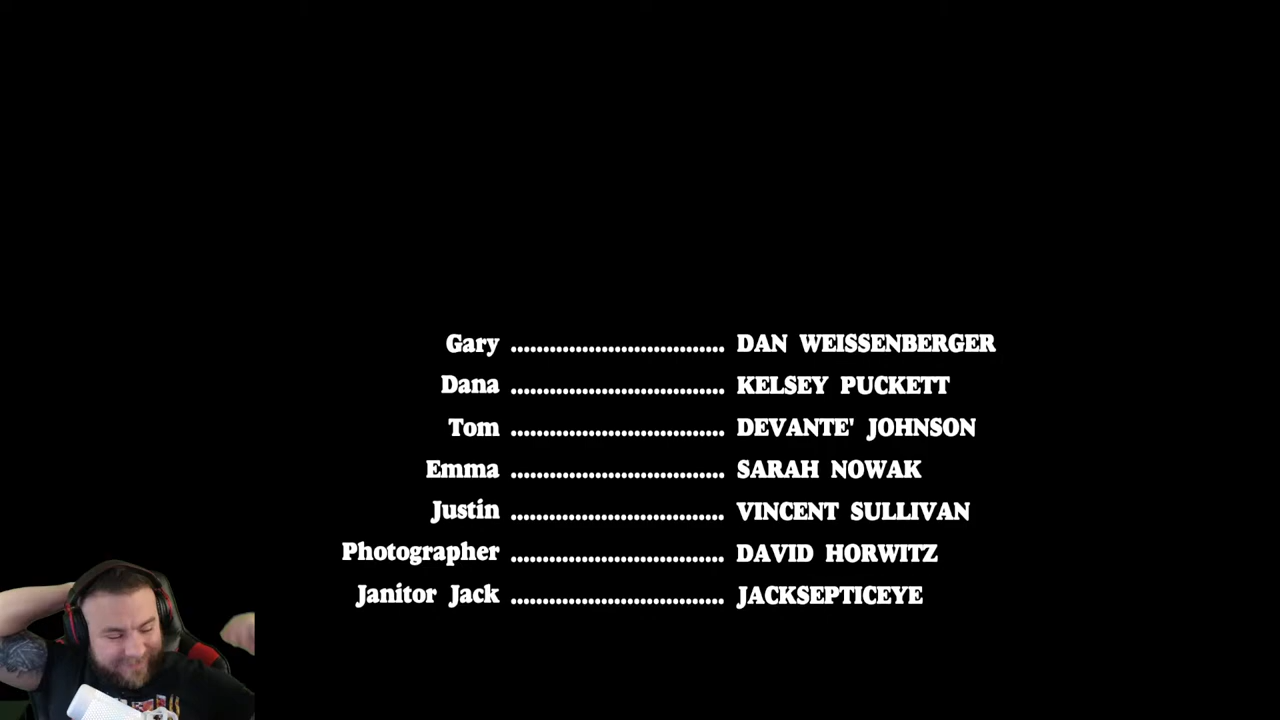 Gary ................................. DAN WEISSENBERGER
Dana ................................. KELSEY PUCKETT
Tom ................................. DEVANTE' JOHNSON
Emma ................................. SARAH NOWAK
Justin ................................. VINCENT SULLIVAN
Photographer ................................. DAVID HORWITZ
Janitor Jack ................................. JACKSEPTICEYE